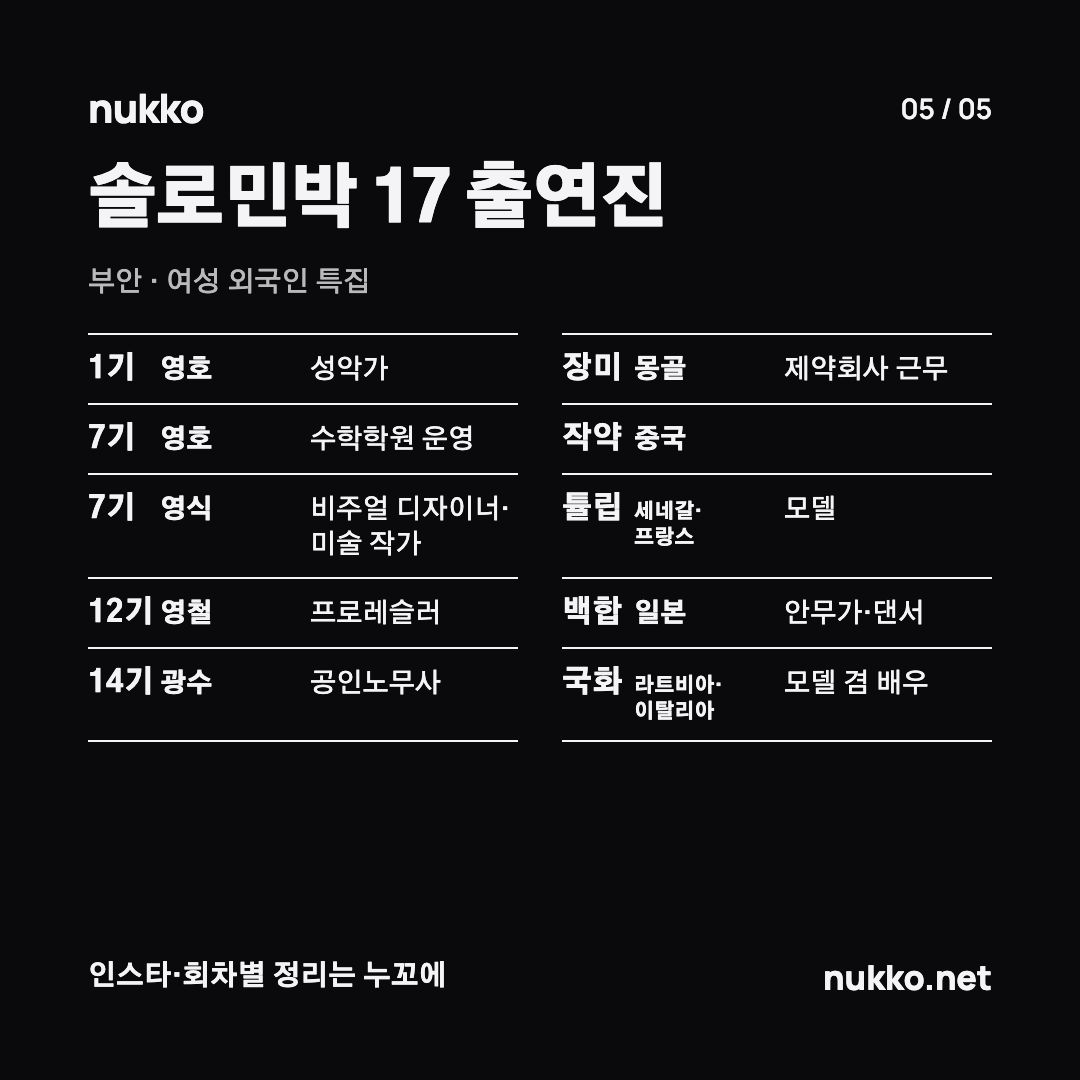 nukko
05 / 05
솔로민박 17 출연진
부안 · 여성 외국인 특집
1기 영호 성악가
7기 영호 수학학원 운영
7기 영식 비주얼 디자이너·
미술 작가
12기 영철 프로레슬러
14기 광수 공인노무사
장미 몽골 제약회사 근무
작약 중국
튤립 세네갈· 모델
프랑스
백합 일본 안무가·댄서
국화 라트비아· 모델 겸 배우
이탈리아
인스타·회차별 정리는 누꼬에
nukko.net